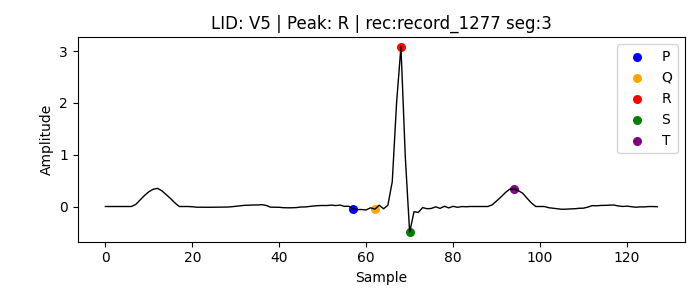 LID: V5 | Peak: R | rec:record_1277 seg:3
Amplitude
3
2
1
0
0 20 40 60 80 100 120
Sample
P
Q
R
S
T